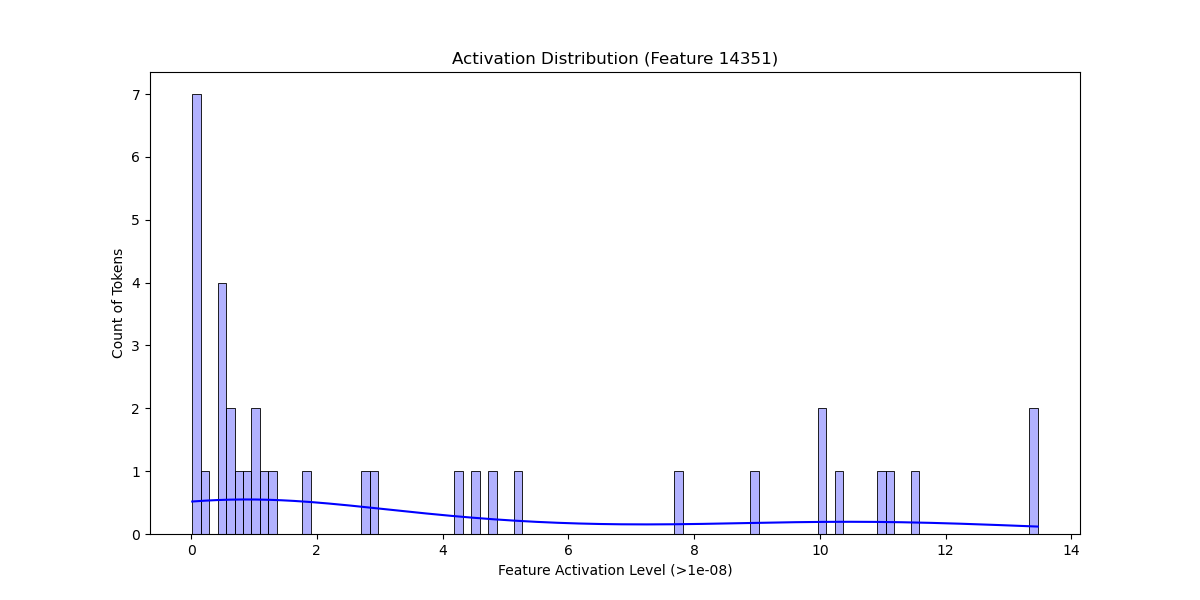 Activation Distribution (Feature 14351)
Count of Tokens
7
6
5
4
3
2
1
0
0 2 4 6 8 10 12 14
Feature Activation Level (>1e-08)